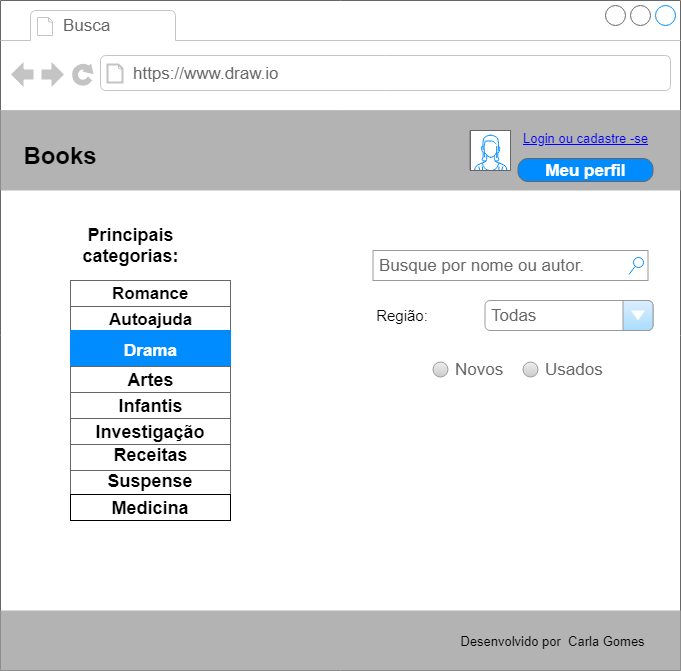 Busca
https://www.draw.io
Login ou cadastre -se
Books
Meu perfil
Principais
categorias:
Romance
Autoajuda
Drama
Artes
Infantis
Investigação
Receitas
Suspense
Medicina
Busque por nome ou autor.
Região:
Todas
Novos
Usados
Desenvolvido por  Carla Gomes